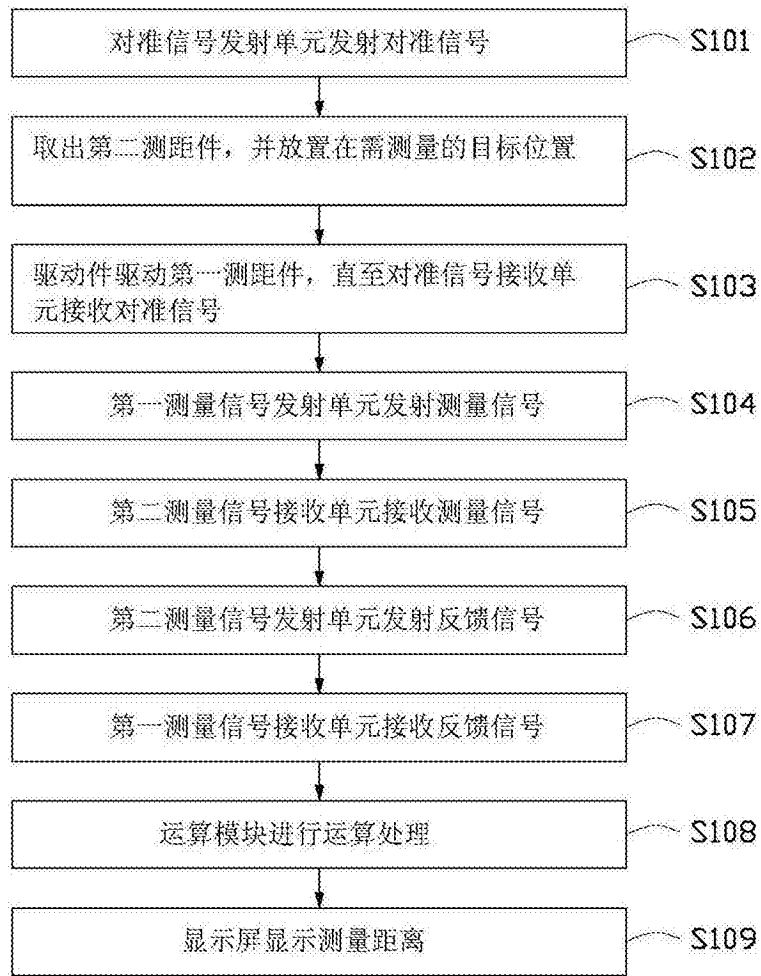 对准信号发射单元发射对准信号
S101
取出第二测距件，并放置在需测量的目标位置
S102
驱动件驱动第一测距件，直至对准信号接收单
元接收对准信号
S103
第一测量信号发射单元发射测量信号
S104
第二测量信号接收单元接收测量信号
S105
第二测量信号发射单元发射反馈信号
S106
第一测量信号接收单元接收反馈信号
S107
运算模块进行运算处理
S108
显示屏显示测量距离
S109